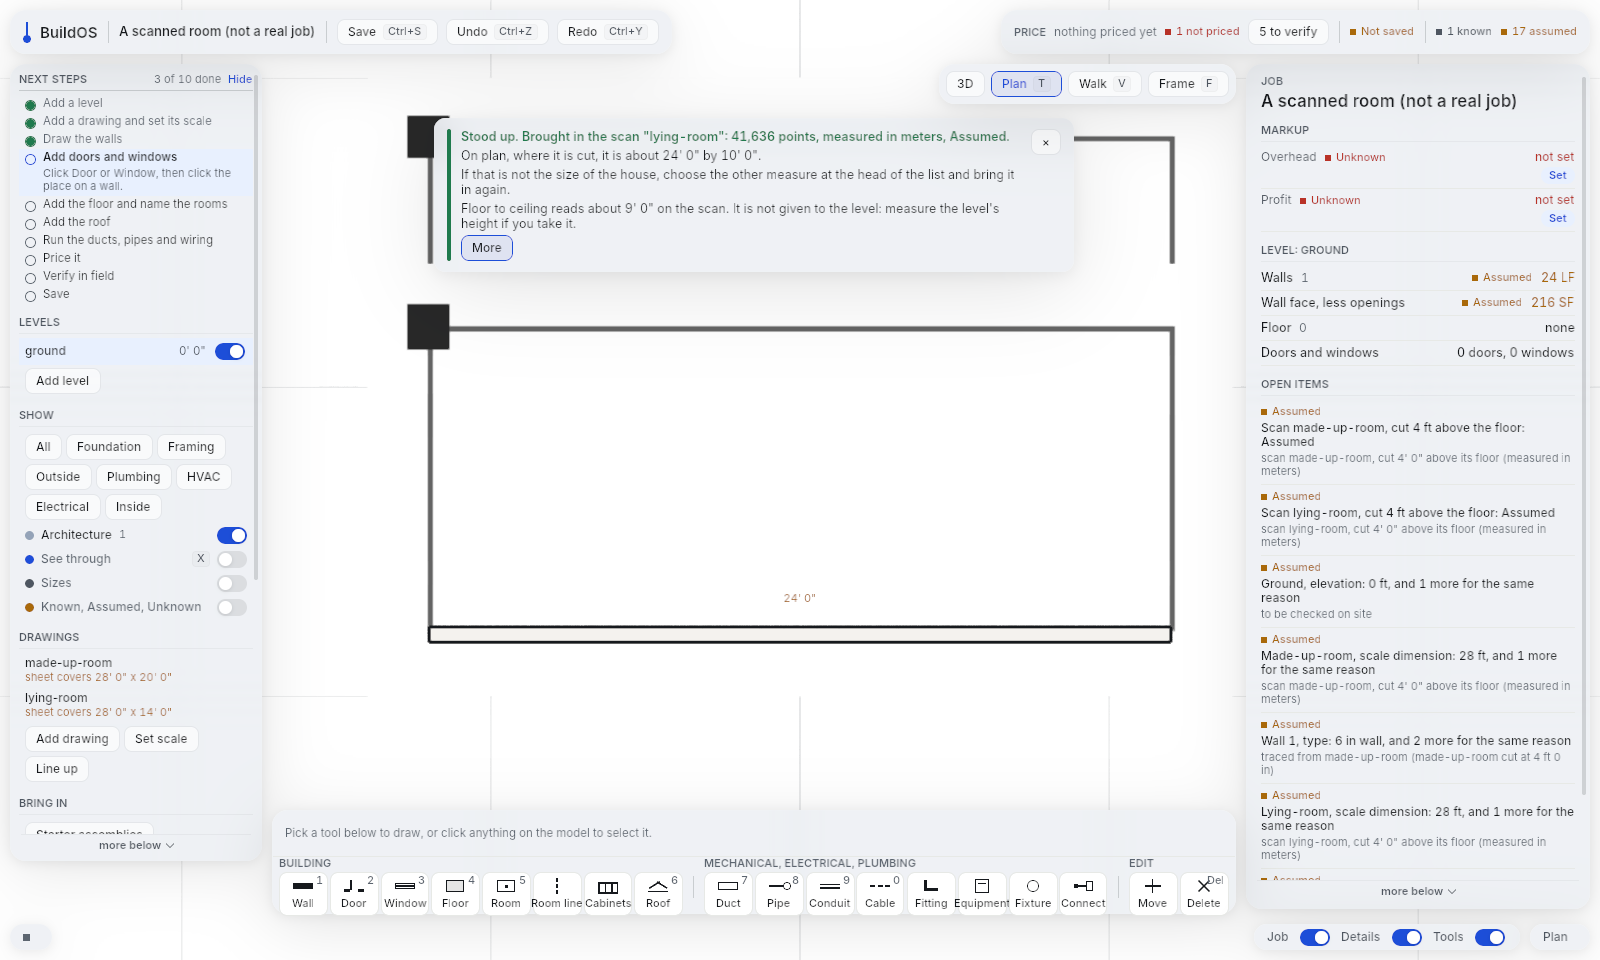 BuildOS
A scanned room (not a real job)
Save Ctrl+S
Undo Ctrl+Z
Redo Ctrl+Y
PRICE nothing priced yet 1 not priced
5 to verify
Not saved
1 known 17 assumed
NEXT STEPS 3 of 10 done Hide
Add a level
Add a drawing and set its scale
Draw the walls
Add doors and windows
Click Door or Window, then click the
place on a wall.
Add the floor and name the rooms
Add the roof
Run the ducts, pipes and wiring
Price it
Verify in field
Save
LEVELS
ground 0' 0"
Add level
SHOW
All Foundation Framing
Outside Plumbing HVAC
Electrical Inside
Architecture 1
See through X
Sizes
Known, Assumed, Unknown
DRAWINGS
made-up-room
sheet covers 28' 0" x 20' 0"
lying-room
sheet covers 28' 0" x 14' 0"
Add drawing Set scale
Line up
BRING IN
Starter assemblies
more below
3D Plan T Walk V Frame F
Stood up. Brought in the scan "lying-room": 41,636 points, measured in meters, Assumed.
×
On plan, where it is cut, it is about 24' 0" by 10' 0".
If that is not the size of the house, choose the other measure at the head of the list and bring it
in again.
Floor to ceiling reads about 9' 0" on the scan. It is not given to the level: measure the level's
height if you take it.
More
24' 0"
Pick a tool below to draw, or click anything on the model to select it.
BUILDING
1 2 3 4 5 6
Wall Door Window Floor Room Room line Cabinets Roof
MECHANICAL, ELECTRICAL, PLUMBING
7 8 9 0
Duct Pipe Conduit Cable Fitting Equipment Fixture Connect
EDIT
Del
Move Delete
JOB
A scanned room (not a real job)
MARKUP
Overhead Unknown not set
Set
Profit Unknown not set
Set
LEVEL: GROUND
Walls 1 Assumed 24 LF
Wall face, less openings Assumed 216 SF
Floor 0 none
Doors and windows 0 doors, 0 windows
OPEN ITEMS
Assumed
Scan made-up-room, cut 4 ft above the floor:
Assumed
scan made-up-room, cut 4' 0" above its floor (measured in
meters)
Assumed
Scan lying-room, cut 4 ft above the floor: Assumed
scan lying-room, cut 4' 0" above its floor (measured in
meters)
Assumed
Ground, elevation: 0 ft, and 1 more for the same
reason
to be checked on site
Assumed
Made-up-room, scale dimension: 28 ft, and 1 more
for the same reason
scan made-up-room, cut 4' 0" above its floor (measured in
meters)
Assumed
Wall 1, type: 6 in wall, and 2 more for the same reason
traced from made-up-room (made-up-room cut at 4 ft 0
in)
Assumed
Lying-room, scale dimension: 28 ft, and 1 more for the
same reason
scan lying-room, cut 4' 0" above its floor (measured in
meters)
Assumed
more below
Job Details Tools Plan